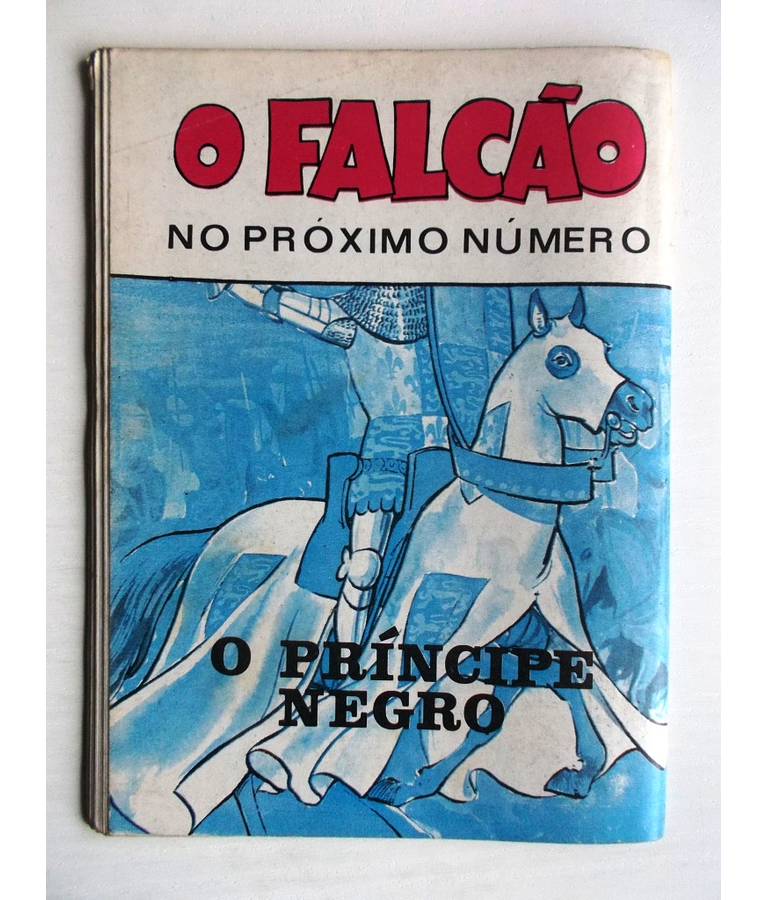 O FALCÃO
NO PRÓXIMO NÚMERO
O PRÍNCIPE
NEGRO